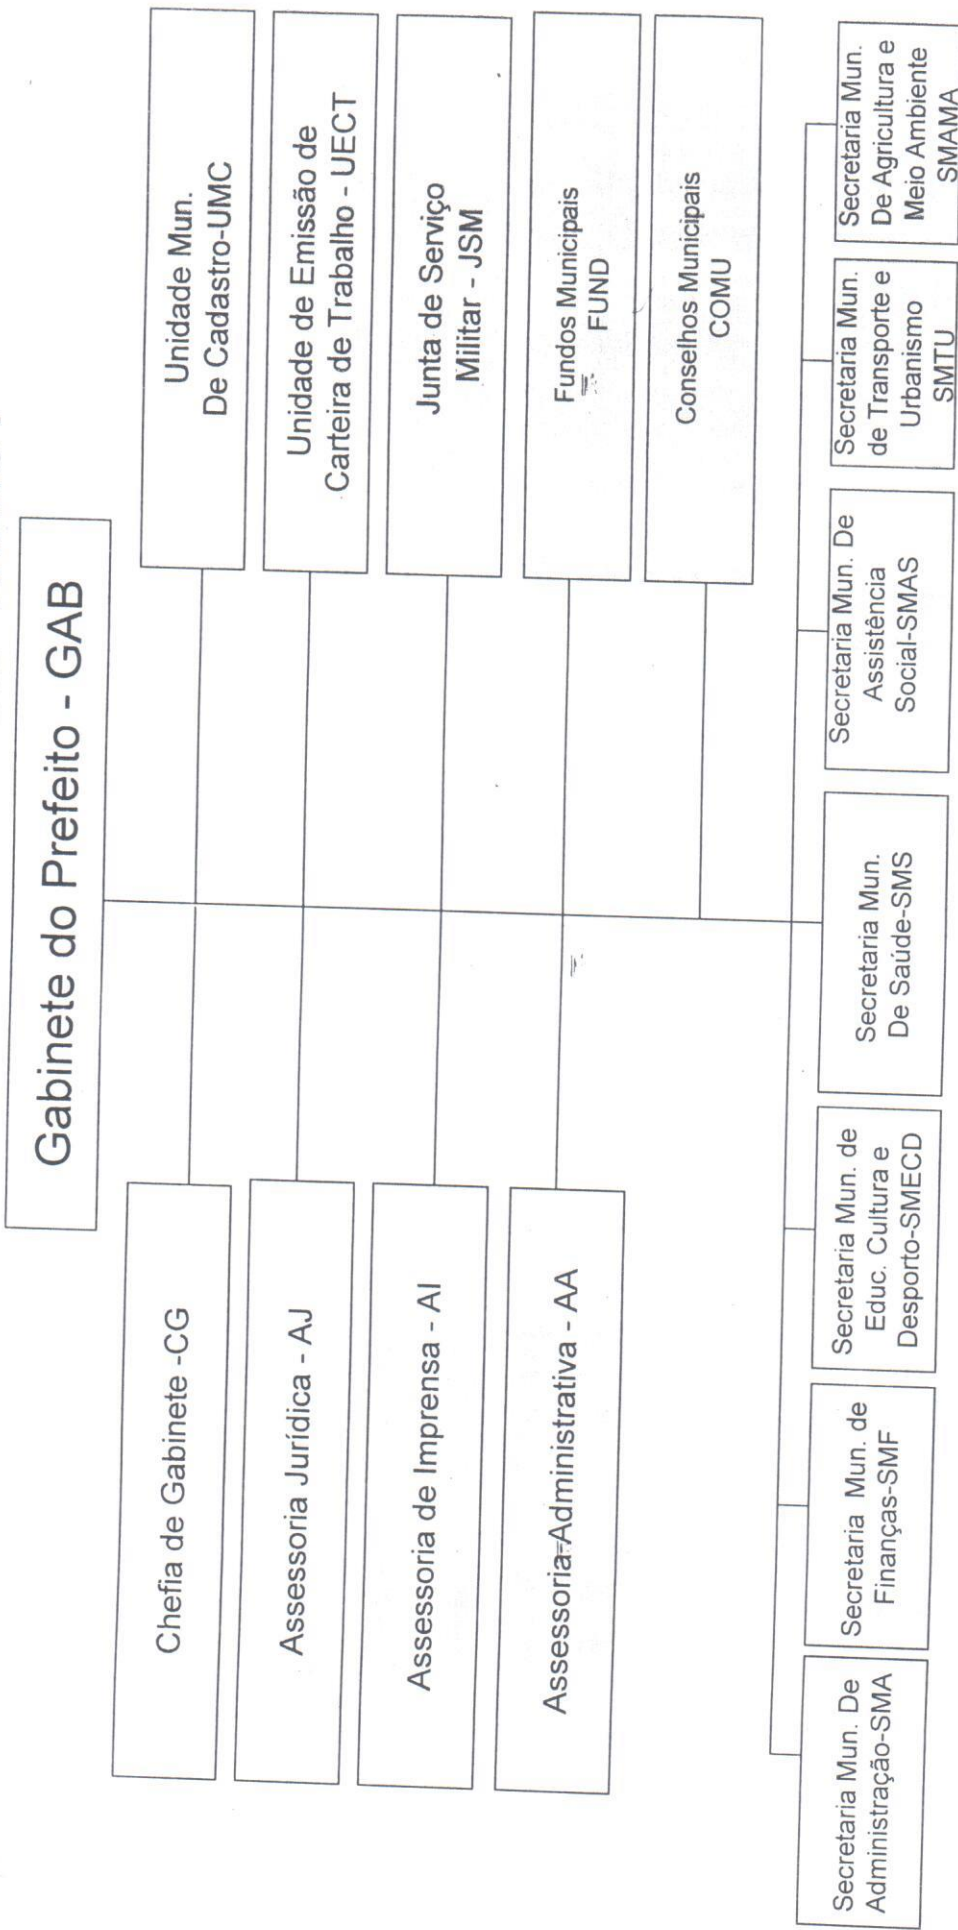 Gabinete do Prefeito - GAB
Chefia de Gabinete -CG
Assessoria Jurídica - AJ
Assessoria de Imprensa - AI
Assessoria Administrativa - AA
Unidade Mun.
De Cadastro-UMC
Unidade de Emissão de
Carteira de Trabalho - UECT
Junta de Serviço
Militar - JSM
Fundos Municipais
FUND
Conselhos Municipais
COMU
Secretaria Mun. De
Administração-SMA
Secretaria Mun. de
Finanças-SMF
Secretaria Mun. de
Educ. Cultura e
Desporto-SMECD
Secretaria Mun.
De Saúde-SMS
Secretaria Mun. De
Assistência
Social-SMAS
Secretaria Mun.
de Transporte e
Urbanismo
SMTU
Secretaria Mun.
De Agricultura e
Meio Ambiente
SMAMA